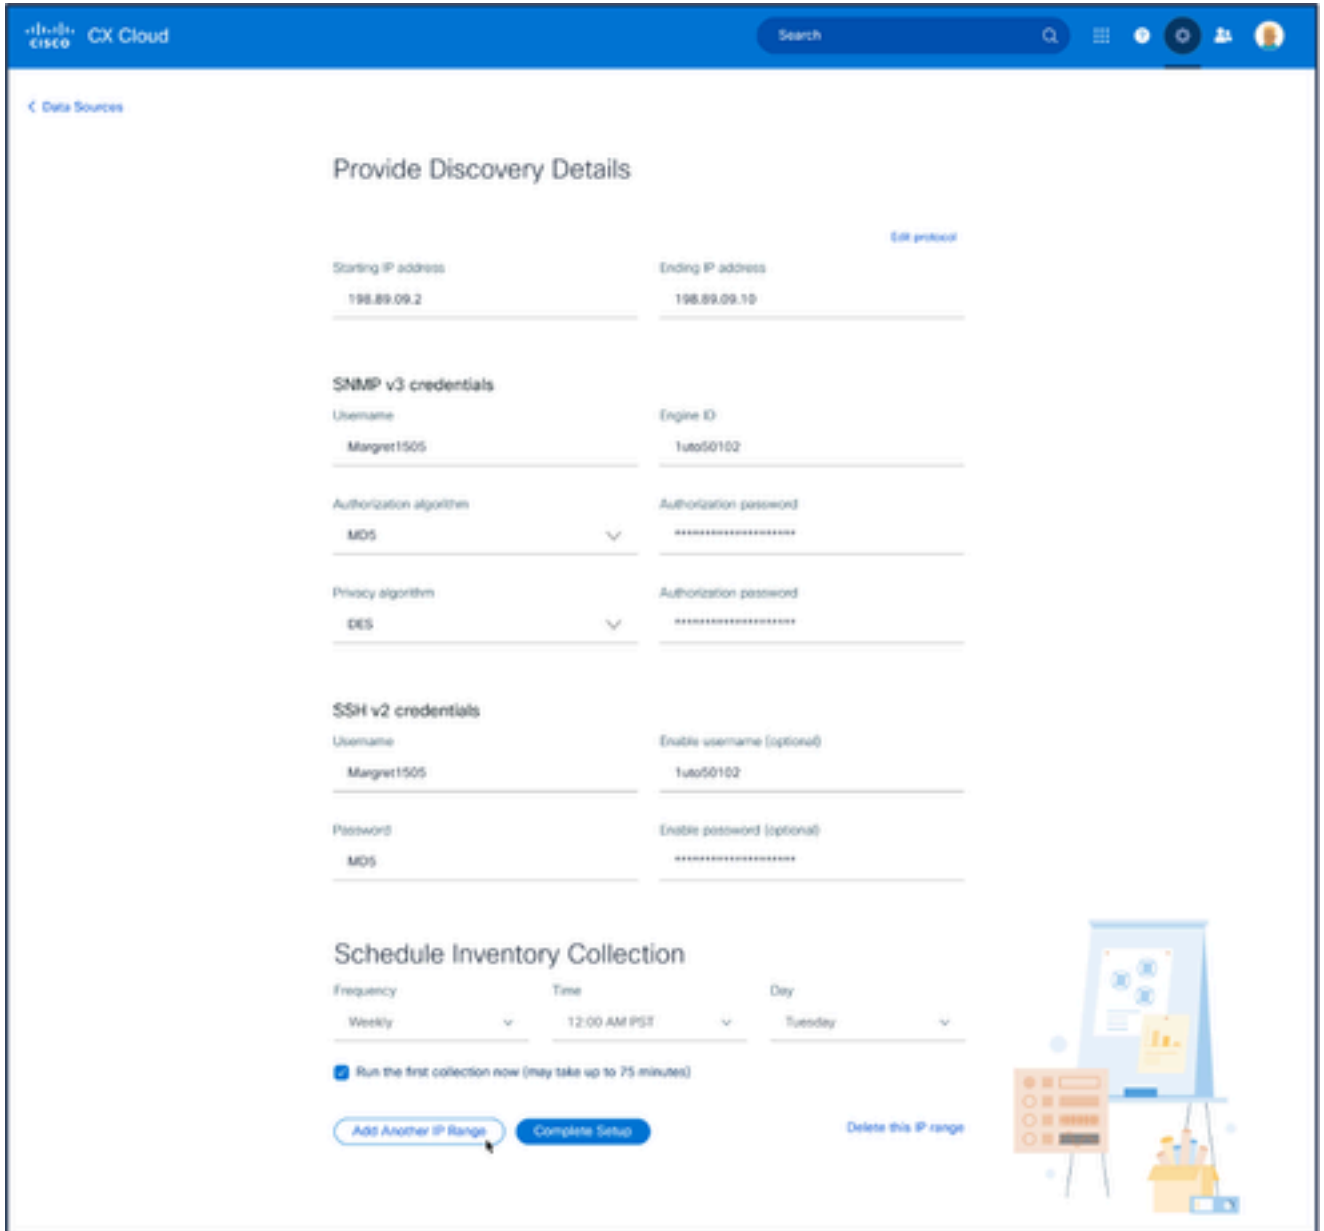 CISCO CX Cloud Search
Data Sources
Provide Discovery Details
Edit protocol
Starting IP address Ending IP address
198.89.09.2 198.89.09.10
SNMP v3 credentials
Username Engine ID
Margret1505 1uto50102
Authorization algorithm Authorization password
MD5 **********************
Privacy algorithm Authorization password
DES **********************
SSH v2 credentials
Username Enable username (optional)
Margret1505 1uto50102
Password Enable password (optional)
MD5 **********************
Schedule Inventory Collection
Frequency Time Day
Weekly 12:00 AM PST Tuesday
Run the first collection now (may take up to 75 minutes)
Add Another IP Range Complete Setup Delete this IP range